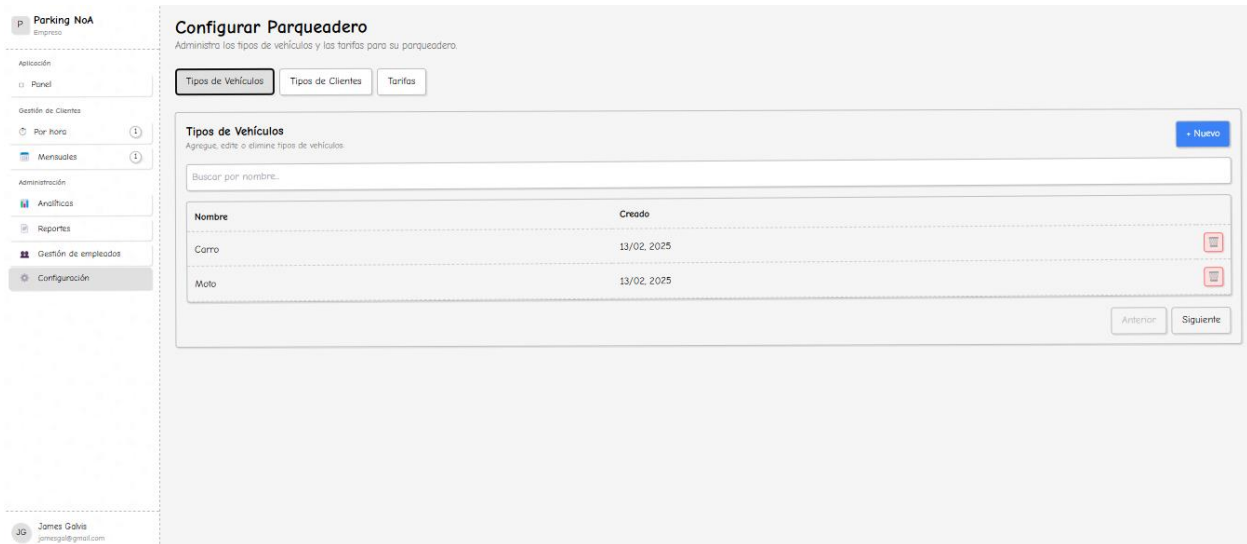 P
Parking NoA
Empresa
Aplicación
Panel
Gestión de Clientes
Por hora
1
Mensuales
1
Administración
Analíticas
Reportes
Gestión de empleados
Configuración
JG
James Galvis
jamesgal@gmail.com
Configurar Parqueadero
Administra los tipos de vehículos y las tarifas para su parqueadero.
Tipos de Vehículos
Tipos de Clientes
Tarifas
Tipos de Vehículos
Agregue, edite o elimine tipos de vehículos.
+ Nuevo
Buscar por nombre...
Nombre
Creado
Carro
13/02, 2025
Moto
13/02, 2025
Anterior
Siguiente